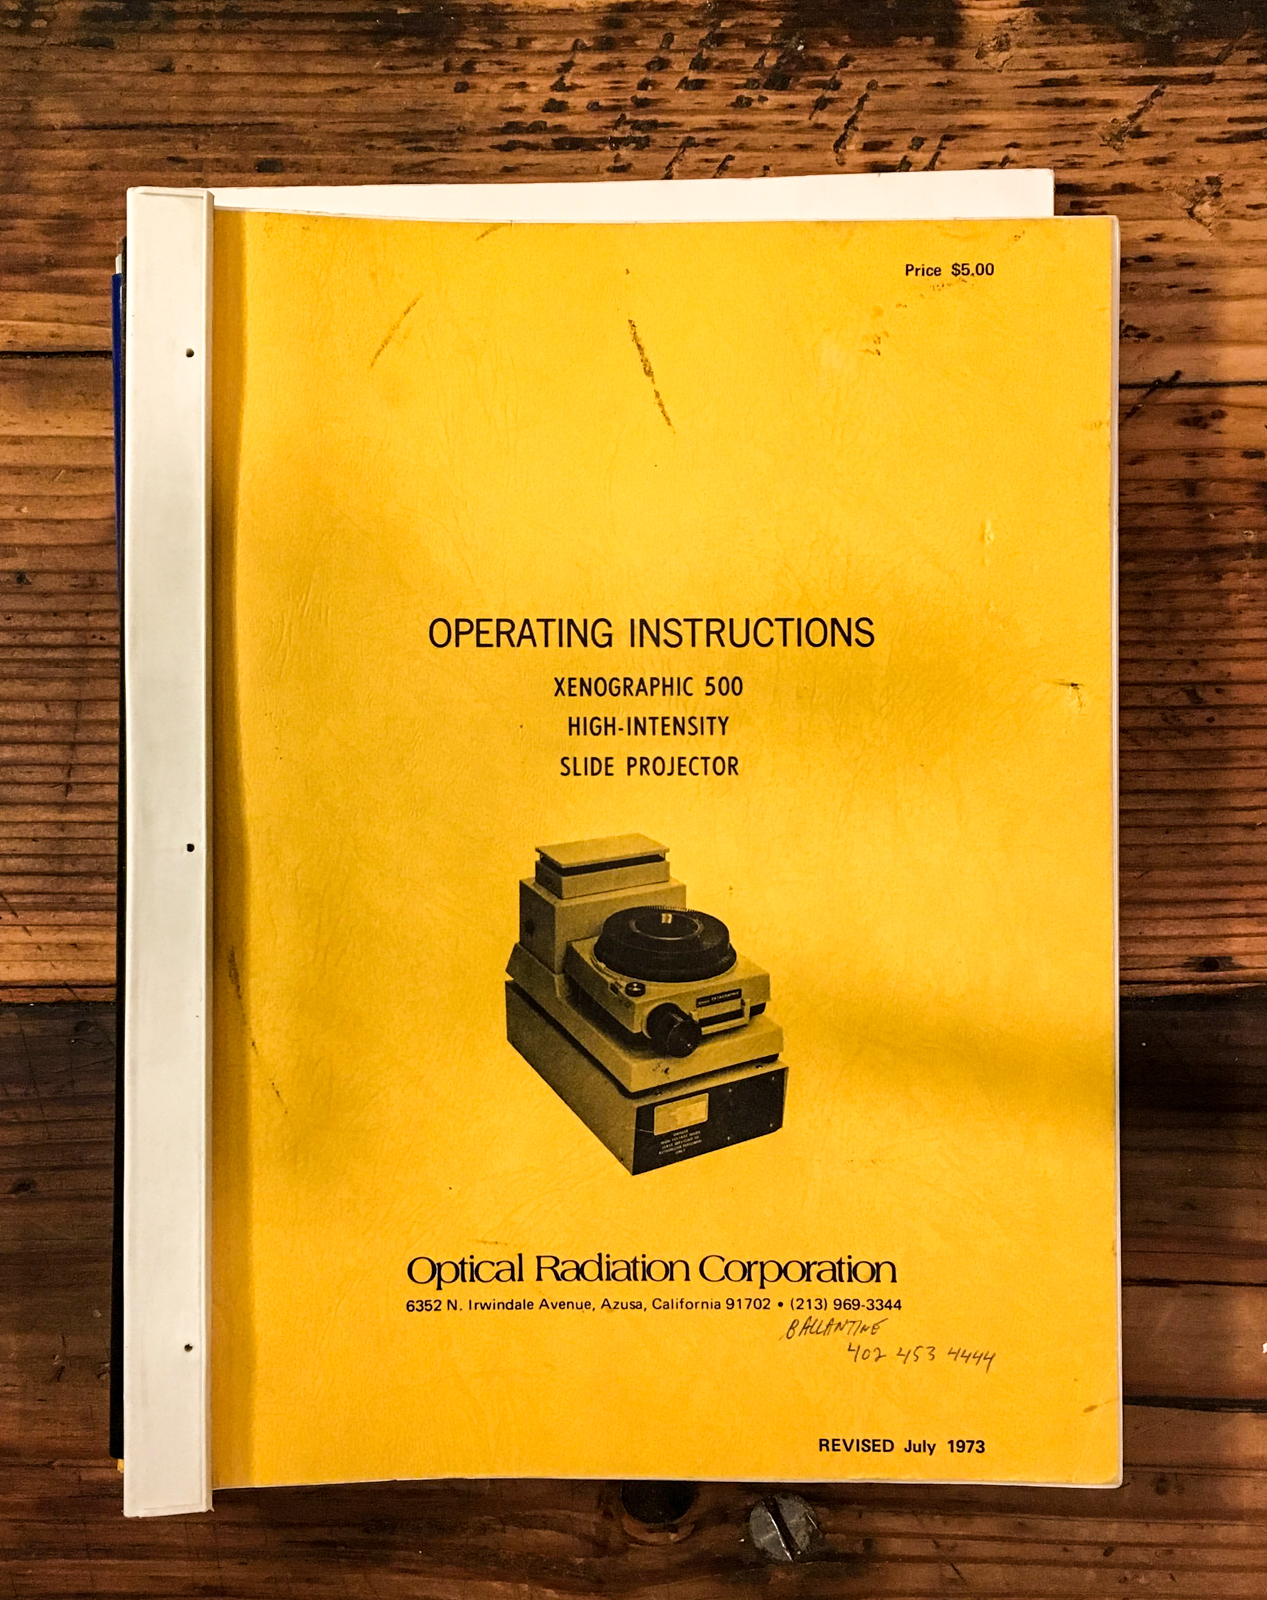 Price $5.00
OPERATING INSTRUCTIONS
XENOGRAPHIC 500
HIGH-INTENSITY
SLIDE PROJECTOR
Optical Radiation Corporation
6352 N. Irwindale Avenue, Azusa, California 91702 • (213) 969-3344
BALLANTINE
402 453 4444
REVISED July 1973